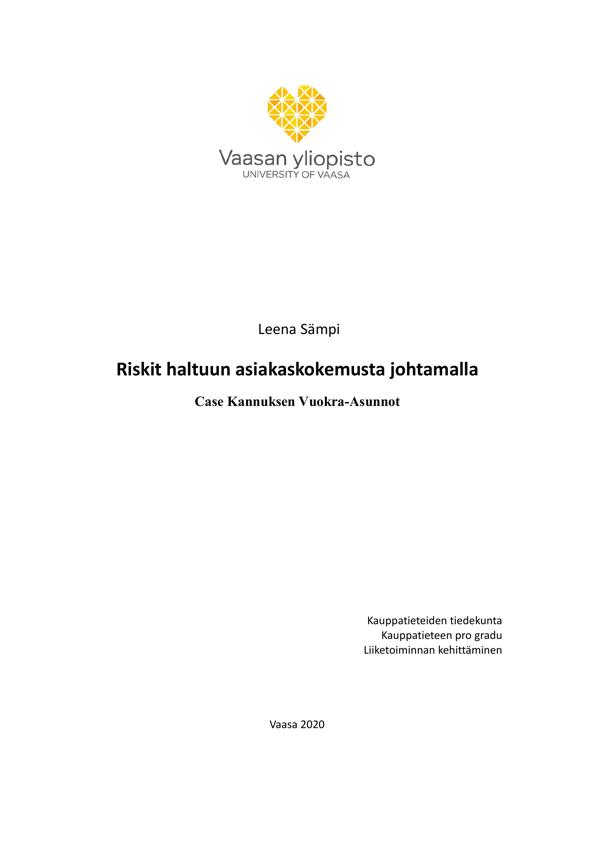 Vaasan yliopisto
UNIVERSITY OF VAASA
Leena Sämpi
Riskit haltuun asiakaskokemusta johtamalla
Case Kannuksen Vuokra-Asunnot
Kauppatieteiden tiedekunta
Kauppatieteen pro gradu
Liiketoiminnan kehittäminen
Vaasa 2020